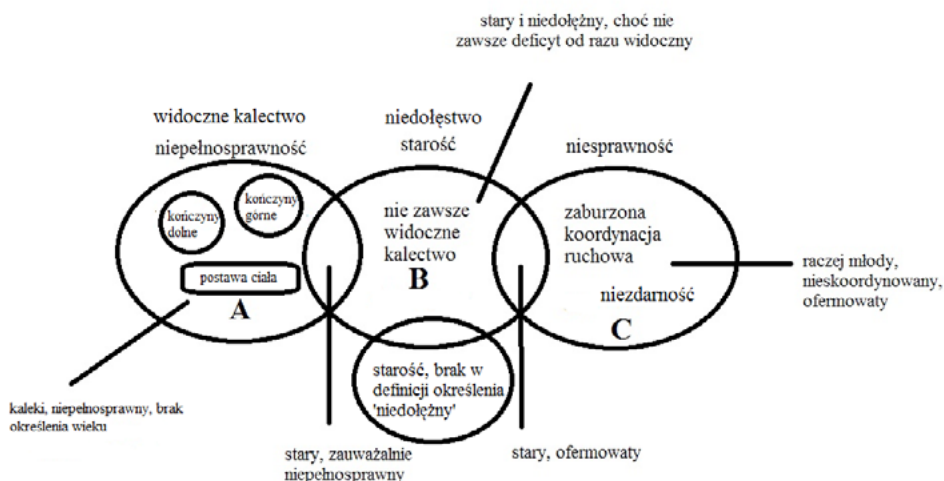 stary i niedołężny, choć nie
zawsze deficyt od razu widoczny
widoczne kalectwo
niepełnosprawność
niedołęstwo
starość
niesprawność
kończyny
dolne
kończyny
górne
postawa ciała
A
nie zawsze
widoczne
kalectwo
B
zaburzona
koordynacja
ruchowa
niezdarność
C
raczej młody,
nieskoordynowany,
ofermowaty
starość, brak w
definicji określenia
'niedołężny'
kaleki, niepełnosprawny, brak
określenia wieku
stary, zauważalnie
niepełnosprawny
stary, ofermowaty